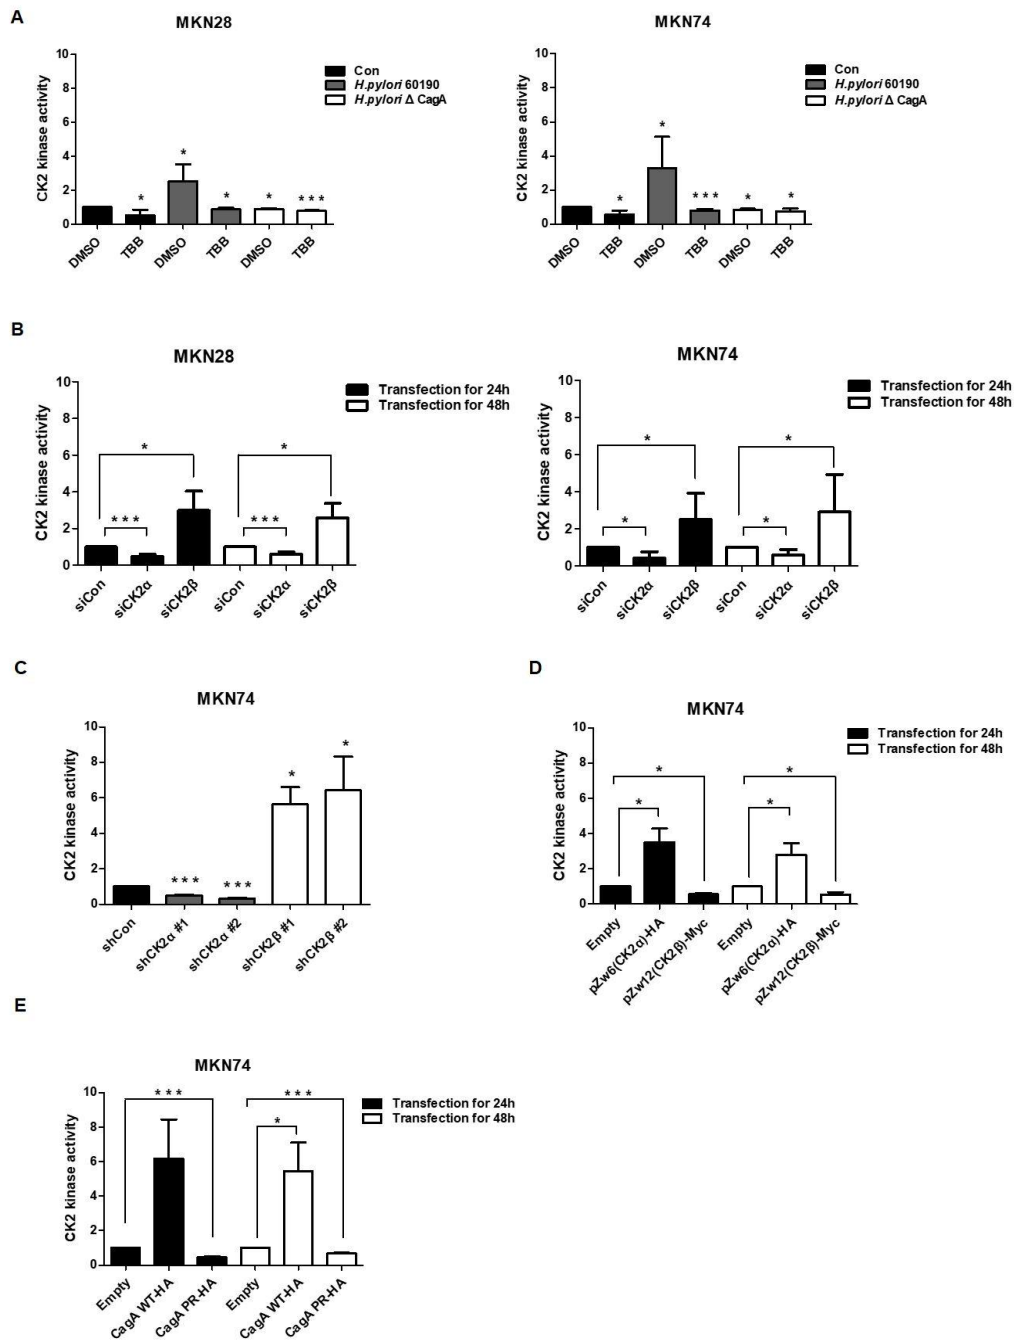 A
MKN28
CK2 kinase activity
10
8
6
4
2
0
*
*
*
*
***
DMSO
TBB
DMSO
TBB
DMSO
TBB
Con
H.pylori 60190
H.pylori Δ CagA
MKN74
CK2 kinase activity
10
8
6
4
2
0
*
*
***
*
*
DMSO
TBB
DMSO
TBB
DMSO
TBB
Con
H.pylori 60190
H.pylori Δ CagA
B
MKN28
CK2 kinase activity
10
8
6
4
2
0
*
***
*
***
siCon
siCK2α
siCK2β
siCon
siCK2α
siCK2β
Transfection for 24h
Transfection for 48h
MKN74
CK2 kinase activity
10
8
6
4
2
0
*
*
*
*
siCon
siCK2α
siCK2β
siCon
siCK2α
siCK2β
Transfection for 24h
Transfection for 48h
C
MKN74
CK2 kinase activity
10
8
6
4
2
0
***
***
*
*
shCon
shCK2α #1
shCK2α #2
shCK2β #1
shCK2β #2
D
MKN74
CK2 kinase activity
10
8
6
4
2
0
*
*
*
*
Empty
pZw6(CK2α)-HA
pZw12(CK2β)-Myc
Empty
pZw6(CK2α)-HA
pZw12(CK2β)-Myc
Transfection for 24h
Transfection for 48h
E
MKN74
CK2 kinase activity
10
8
6
4
2
0
***
***
*
Empty
CagA WT-HA
CagA PR-HA
Empty
CagA WT-HA
CagA PR-HA
Transfection for 24h
Transfection for 48h